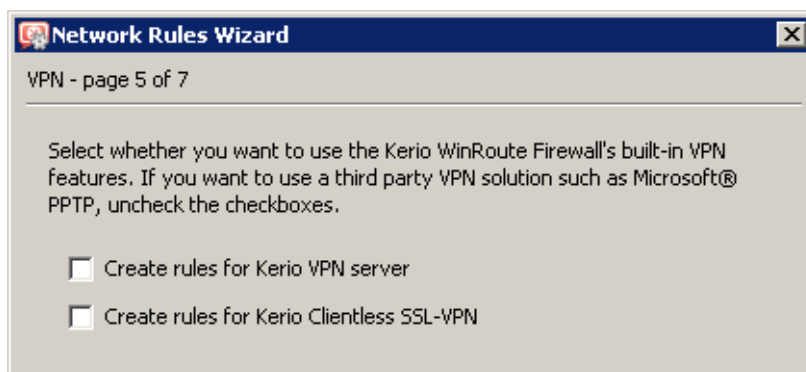 Network Rules Wizard
VPN - page 5 of 7
Select whether you want to use the Kerio WinRoute Firewall's built-in VPN
features. If you want to use a third party VPN solution such as Microsoft®
PPTP, uncheck the checkboxes.
Create rules for Kerio VPN server
Create rules for Kerio Clientless SSL-VPN